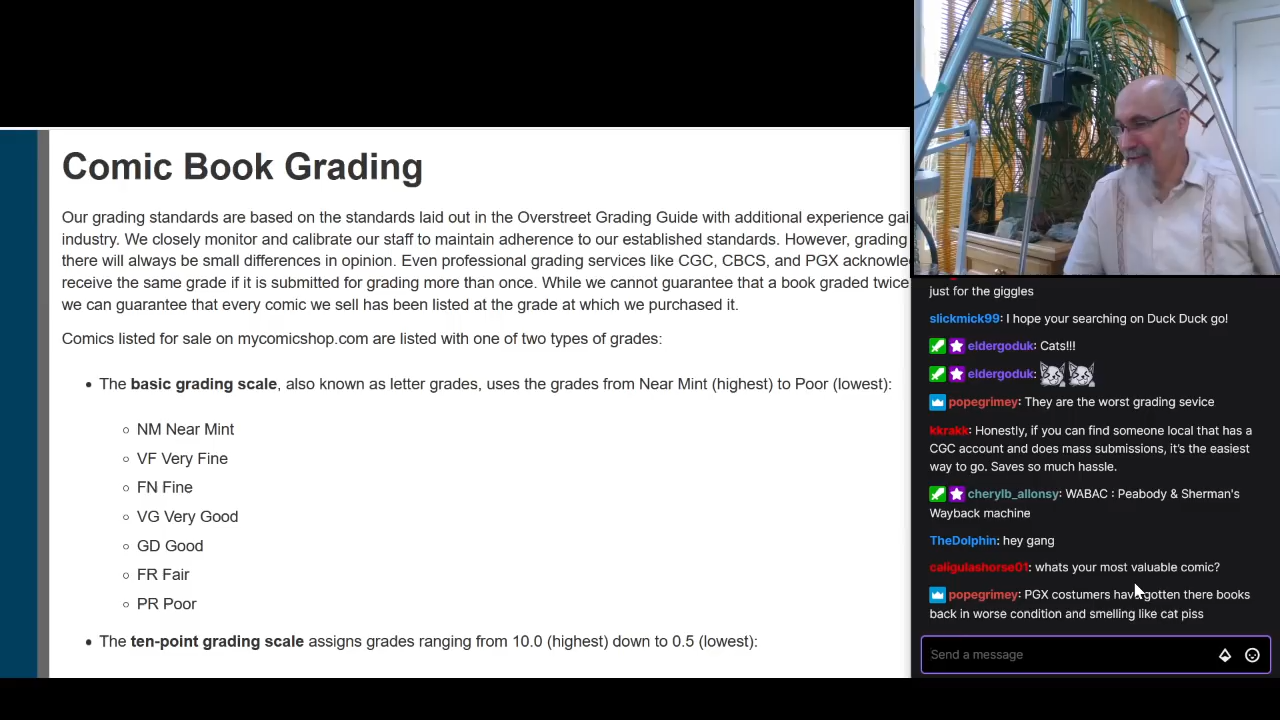 Comic Book Grading
Our grading standards are based on the standards laid out in the Overstreet Grading Guide with additional experience gai
industry. We closely monitor and calibrate our staff to maintain adherence to our established standards. However, grading
there will always be small differences in opinion. Even professional grading services like CGC, CBCS, and PGX acknowle
receive the same grade if it is submitted for grading more than once. While we cannot guarantee that a book graded twice
we can guarantee that every comic we sell has been listed at the grade at which we purchased it.
Comics listed for sale on mycomicshop.com are listed with one of two types of grades:
The basic grading scale, also known as letter grades, uses the grades from Near Mint (highest) to Poor (lowest):
NM Near Mint
VF Very Fine
FN Fine
VG Very Good
GD Good
FR Fair
PR Poor
The ten-point grading scale assigns grades ranging from 10.0 (highest) down to 0.5 (lowest):
just for the giggles
slickmick99: I hope your searching on Duck Duck go!
eldergoduk: Cats!!!
eldergoduk:
popegrimey: They are the worst grading sevice
kkrakk: Honestly, if you can find someone local that has a
CGC account and does mass submissions, it's the easiest
way to go. Saves so much hassle.
cherylb_allonsy: WABAC : Peabody & Sherman's
Wayback machine
TheDolphin: hey gang
caligulashorse01: whats your most valuable comic?
popegrimey: PGX costumers have gotten there books
back in worse condition and smelling like cat piss
Send a message